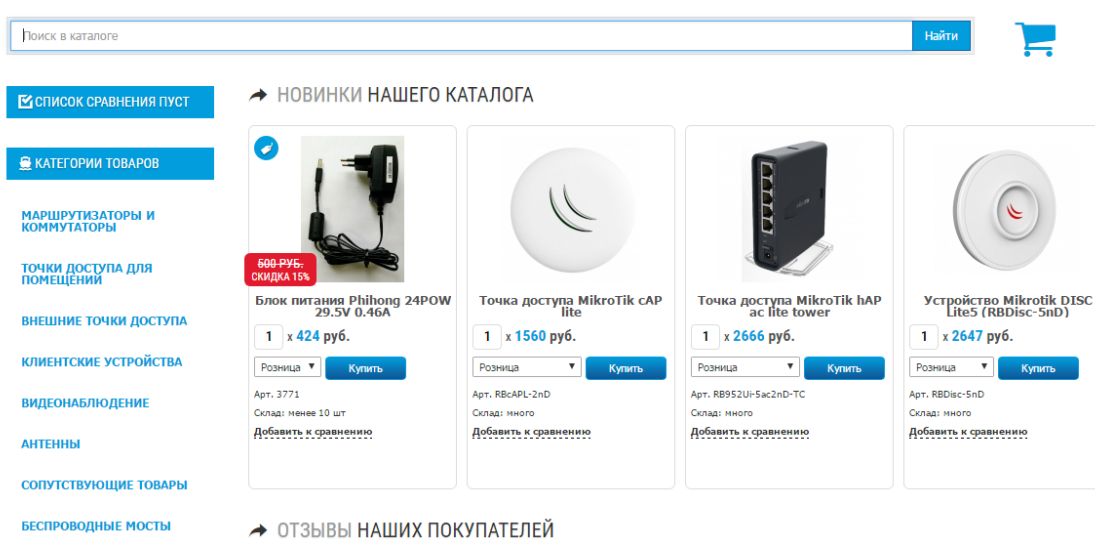 Поиск в каталоге
Найти
СПИСОК СРАВНЕНИЯ ПУСТ
КАТЕГОРИИ ТОВАРОВ
МАРШРУТИЗАТОРЫ И
КОММУТАТОРЫ
ТОЧКИ ДОСТУПА ДЛЯ
ПОМЕЩЕНИЙ
ВНЕШНИЕ ТОЧКИ ДОСТУПА
КЛИЕНТСКИЕ УСТРОЙСТВА
ВИДЕОНАБЛЮДЕНИЕ
АНТЕННЫ
СОПУТСТВУЮЩИЕ ТОВАРЫ
БЕСПРОВОДНЫЕ МОСТЫ
НОВИНКИ НАШЕГО КАТАЛОГА
500 РУБ.
СКИДКА 15%
Блок питания Phihong 24POW
29.5V 0.46A
1 x 424 руб.
Розница Купить
Арт. 3771
Склад: менее 10 шт
Добавить к сравнению
Точка доступа MikroTik cAP
lite
1 x 1560 руб.
Розница Купить
Арт. RBcAPL-2nD
Склад: много
Добавить к сравнению
Точка доступа MikroTik hAP
ac lite tower
1 x 2666 руб.
Розница Купить
Арт. RB952Ui-5ac2nD-TC
Склад: много
Добавить к сравнению
Устройство Mikrotik DISC
Lite5 (RBDisc-5nD)
1 x 2647 руб.
Розница Купить
Арт. RBDisc-5nD
Склад: много
Добавить к сравнению
ОТЗЫВЫ НАШИХ ПОКУПАТЕЛЕЙ